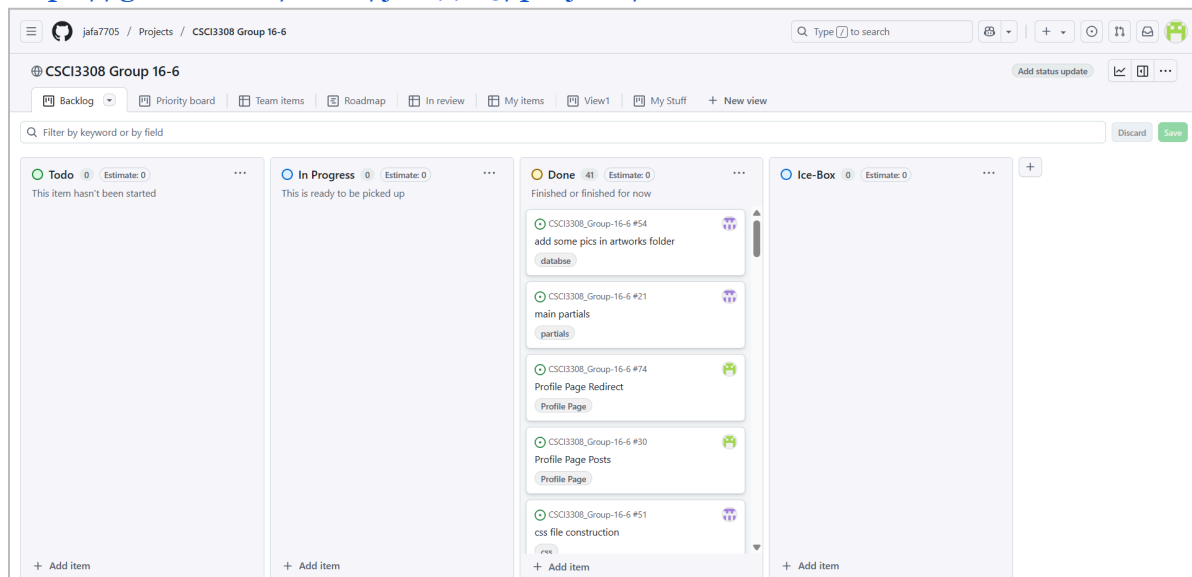 jafa7705 / Projects / CSCI3308 Group 16-6
Type / to search
CSCI3308 Group 16-6
Add status update
Backlog
Priority board
Team items
Roadmap
In review
My items
View1
My Stuff
+ New view
Filter by keyword or by field
Discard
Save
Todo 0 Estimate: 0
This item hasn't been started
+ Add item
In Progress 0 Estimate: 0
This is ready to be picked up
+ Add item
Done 41 Estimate: 0
Finished or finished for now
CSCI3308_Group-16-6 #54
add some pics in artworks folder
databse
CSCI3308_Group-16-6 #21
main partials
partials
CSCI3308_Group-16-6 #74
Profile Page Redirect
Profile Page
CSCI3308_Group-16-6 #30
Profile Page Posts
Profile Page
CSCI3308_Group-16-6 #51
css file construction
css
+ Add item
Ice-Box 0 Estimate: 0
+ Add item